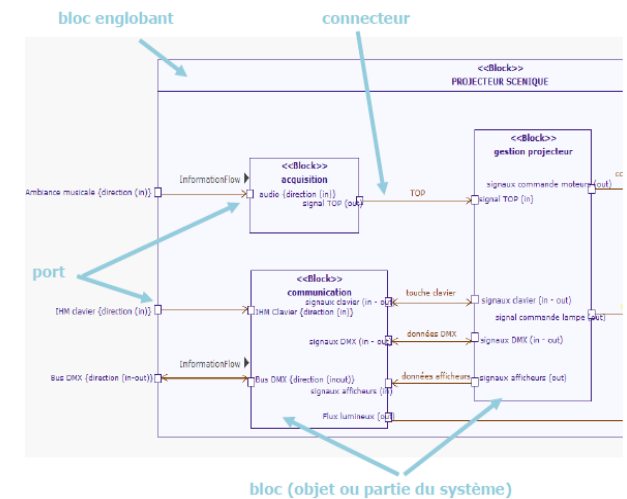 bloc englobant
connecteur
<<Block>>
PROJECTEUR SCENIQUE
<<Block>>
gestion projecteur
<<Block>>
acquisition
InformationFlow
signaux commande moteurs (out)
Ambiance musicale {direction (in)}
audio {direction (in)}
signal TOP (out)
TOP
signal TOP (in)
port
<<Block>>
communication
touche clavier
signaux clavier (in - out)
signaux clavier (in - out)
IHM clavier {direction (in)}
IHM Clavier {direction (in)}
signal commande lampe (out)
données DMX
signaux DMX (in - out)
signaux DMX (in - out)
InformationFlow
Bus DMX {direction (in-out)}
Bus DMX {direction (inout)}
données afficheurs
signaux afficheurs (out)
signaux afficheurs (in)
Flux lumineux (out)
bloc (objet ou partie du système)